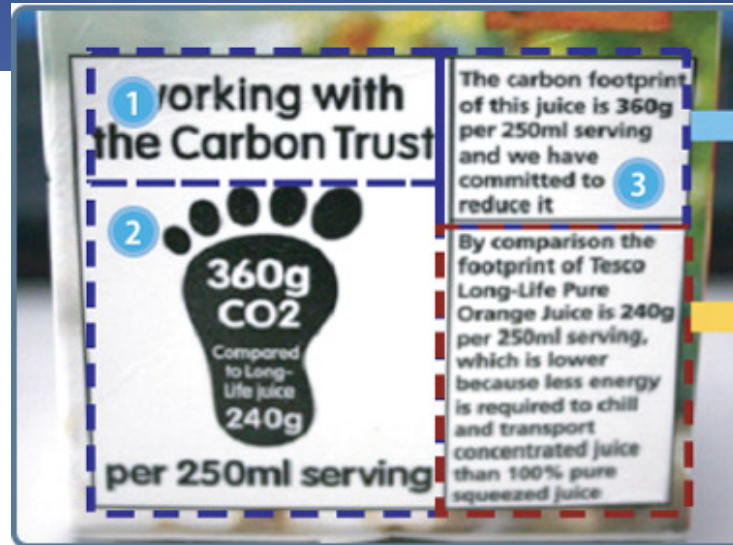 1
working with
the Carbon Trust
2
360g
CO2
Compared
to Long-
Life juice
240g
per 250ml serving
The carbon footprint
of this juice is 360g
per 250ml serving
and we have
committed to
reduce it
3
By comparison the
footprint of Tesco
Long-Life Pure
Orange Juice is 240g
per 250ml serving,
which is lower
because less energy
is required to chill
and transport
concentrated juice
than 100% pure
squeezed juice